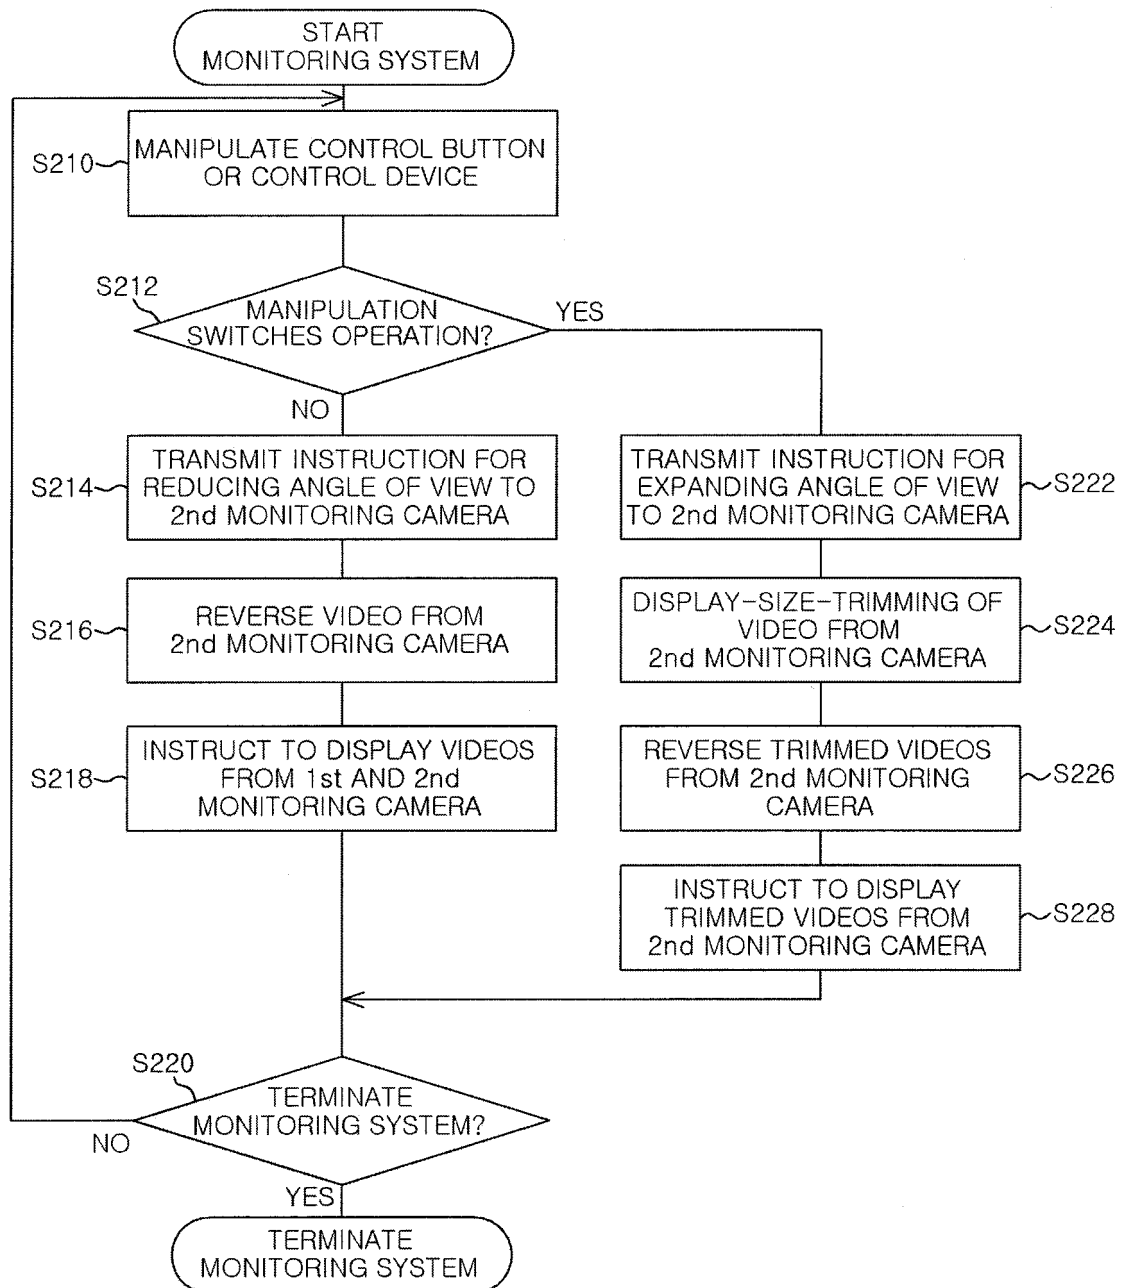 START
MONITORING SYSTEM
S210
MANIPULATE CONTROL BUTTON
OR CONTROL DEVICE
S212
MANIPULATION
SWITCHES OPERATION?
YES
NO
S214
TRANSMIT INSTRUCTION FOR
REDUCING ANGLE OF VIEW TO
2nd MONITORING CAMERA
S216
REVERSE VIDEO FROM
2nd MONITORING CAMERA
S218
INSTRUCT TO DISPLAY VIDEOS
FROM 1st AND 2nd
MONITORING CAMERA
TRANSMIT INSTRUCTION FOR
EXPANDING ANGLE OF VIEW
TO 2nd MONITORING CAMERA
S222
DISPLAY-SIZE-TRIMMING OF
VIDEO FROM
2nd MONITORING CAMERA
S224
REVERSE TRIMMED VIDEOS
FROM 2nd MONITORING
CAMERA
S226
INSTRUCT TO DISPLAY
TRIMMED VIDEOS FROM
2nd MONITORING CAMERA
S228
S220
TERMINATE
MONITORING SYSTEM?
NO
YES
TERMINATE
MONITORING SYSTEM